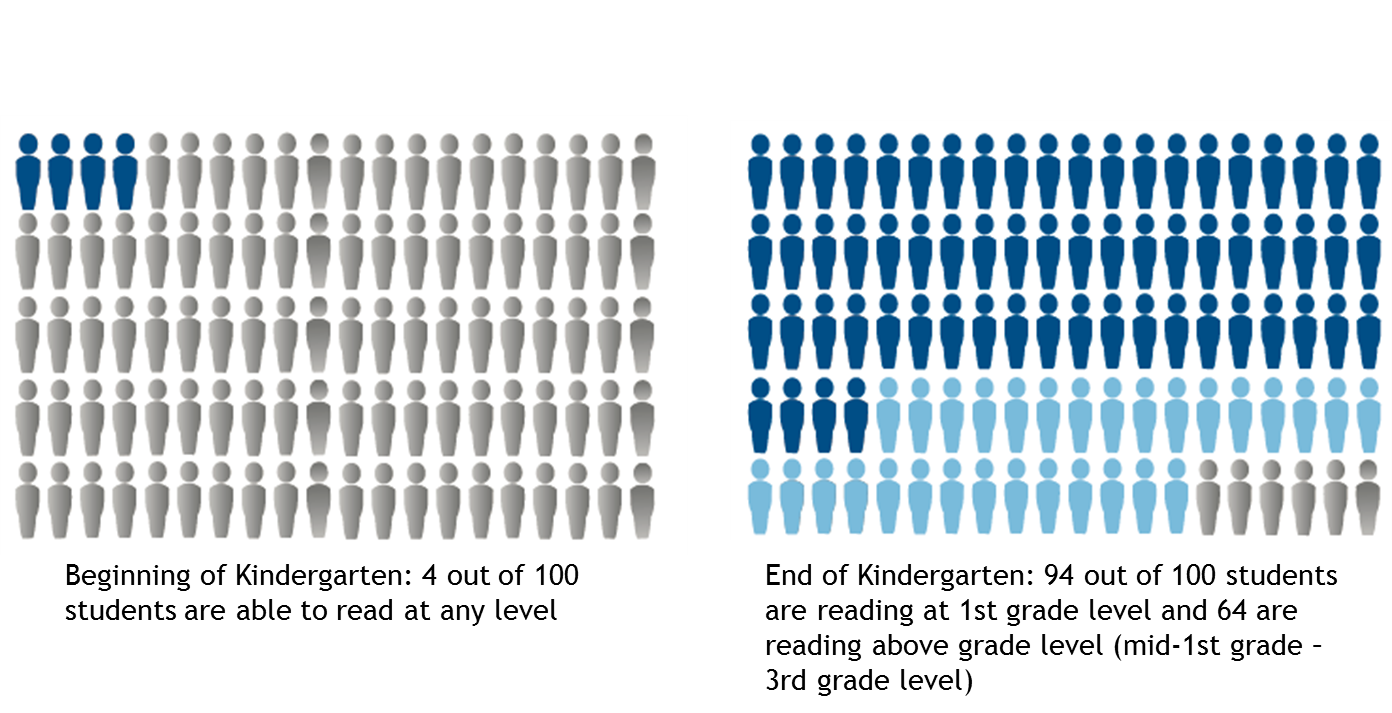 Beginning of Kindergarten: 4 out of 100
students are able to read at any level
End of Kindergarten: 94 out of 100 students
are reading at 1st grade level and 64 are
reading above grade level (mid-1st grade –
3rd grade level)